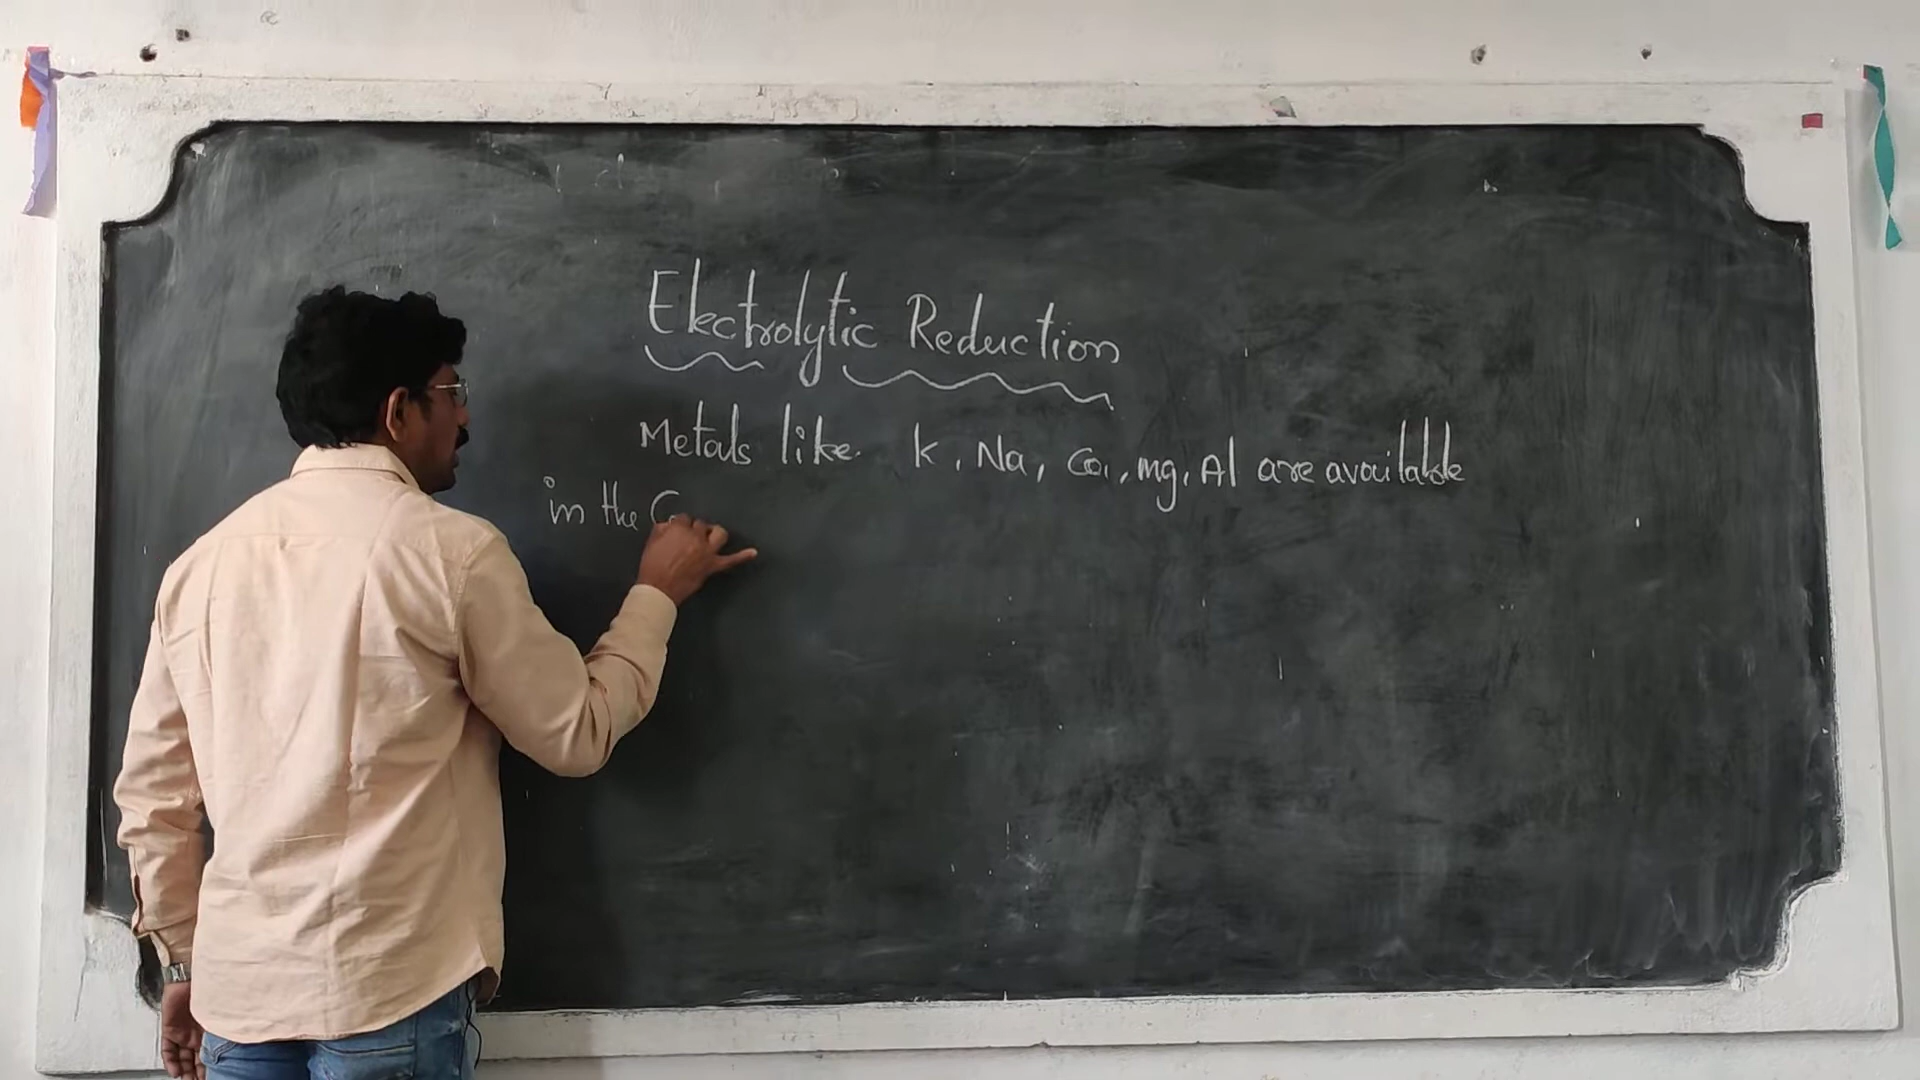 Electrolytic Reduction
Metals like K, Na, Ca, mg, Al are available
in the